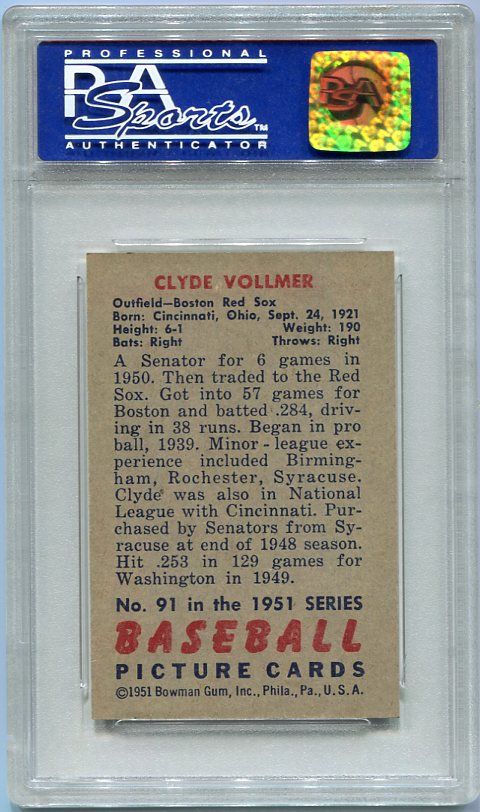 PROFESSIONAL
PSA
Sports™
AUTHENTICATOR
PSA
CLYDE VOLLMER
Outfield—Boston Red Sox
Born: Cincinnati, Ohio, Sept. 24, 1921
Height: 6-1 Weight: 190
Bats: Right Throws: Right
A Senator for 6 games in
1950. Then traded to the Red
Sox. Got into 57 games for
Boston and batted .284, driv-
ing in 38 runs. Began in pro
ball, 1939. Minor-league ex-
perience included Birming-
ham, Rochester, Syracuse.
Clyde was also in National
League with Cincinnati. Pur-
chased by Senators from Sy-
racuse at end of 1948 season.
Hit .253 in 129 games for
Washington in 1949.
No. 91 in the 1951 SERIES
BASEBALL
PICTURE CARDS
©1951 Bowman Gum, Inc., Phila., Pa., U.S.A.